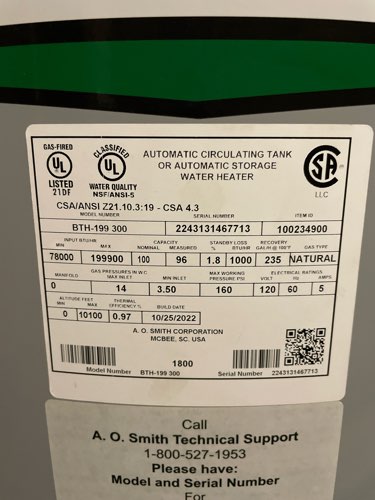 GAS-FIRED
UL
LISTED
21DF
CLASSIFIED
UL
WATER QUALITY
NSF/ANSI-5
AUTOMATIC CIRCULATING TANK
OR AUTOMATIC STORAGE
WATER HEATER
CSA
LLC
CSA/ANSI Z21.10.3:19 - CSA 4.3
MODEL NUMBER SERIAL NUMBER ITEM ID
BTH-199 300 2243131467713 100234900
INPUT BTU/HR CAPACITY STANDBY LOSS RECOVERY
MIN MAX NOMINAL MEASURED BTU/HR GAL/H @ 100°F GAS TYPE
78000 199900 100 96 1.8 1000 235 NATURAL
GAS PRESSURES IN W.C. MAX WORKING ELECTRICAL RATINGS
MANIFOLD MAX INLET MIN INLET PRESSURE PSI VOLT HZ AMPS
0 14 3.50 160 120 60 5
ALTITUDE FEET THERMAL
MIN MAX EFFICIENCY % BUILD DATE
0 10100 0.97 10/25/2022
A. O. SMITH CORPORATION
MCBEE, SC. USA
1800
Model Number BTH-199 300 Serial Number 2243131467713
Call
A. O. Smith Technical Support
1-800-527-1953
Please have:
Model and Serial Number
For